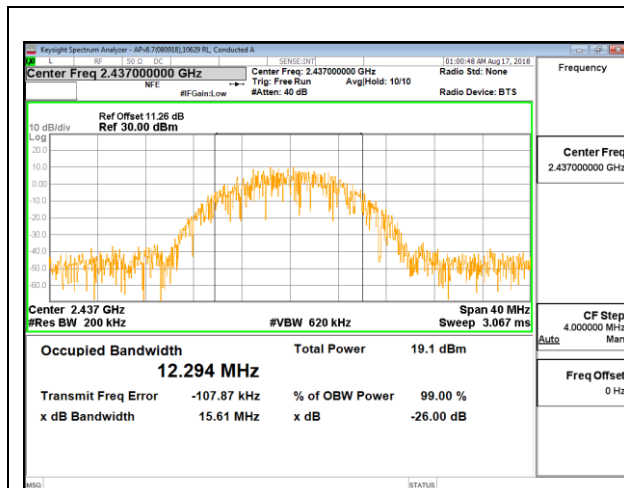 Keysight Spectrum Analyzer - APv8.7(080918),10629 RL, Conducted A
L RF 50 Ω DC SENSE:INT 01:00:48 AM Aug 17, 2018
Center Freq 2.437000000 GHz Center Freq: 2.437000000 GHz Radio Std: None Frequency
NFE Trig: Free Run Avg|Hold: 10/10
#IFGain:Low #Atten: 40 dB Radio Device: BTS
Ref Offset 11.26 dB
10 dB/div Ref 30.00 dBm
Log
20.0
10.0
0.00
-10.0
-20.0
-30.0
-40.0
-50.0
-60.0
Center Freq
2.437000000 GHz
Center 2.437 GHz Span 40 MHz
#Res BW 200 kHz #VBW 620 kHz Sweep 3.067 ms
CF Step
4.000000 MHz
Auto Man
Occupied Bandwidth Total Power 19.1 dBm
12.294 MHz
Freq Offset
0 Hz
Transmit Freq Error -107.87 kHz % of OBW Power 99.00 %
x dB Bandwidth 15.61 MHz x dB -26.00 dB
MSG STATUS